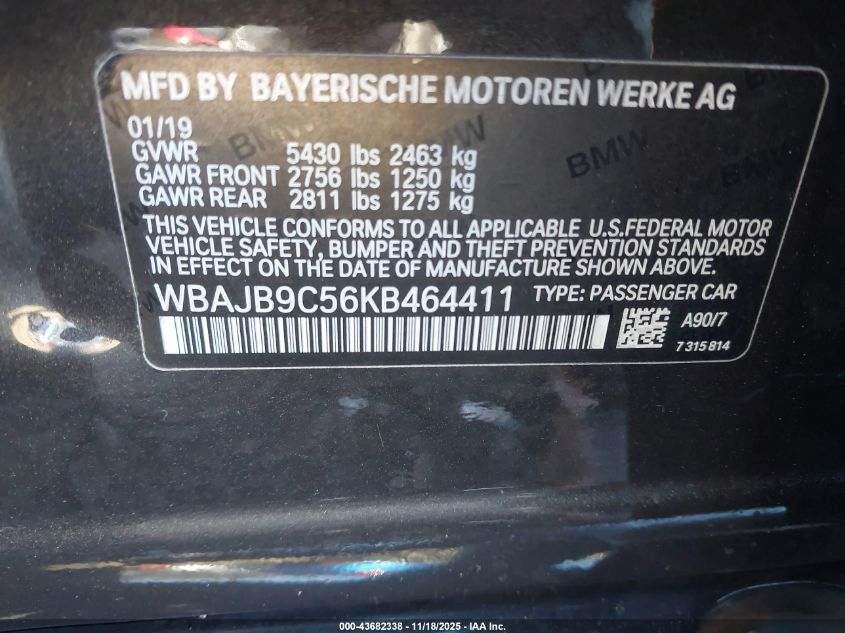 MFD BY BAYERISCHE MOTOREN WERKE AG
01/19
GVWR 5430 lbs 2463 kg
GAWR FRONT 2756 lbs 1250 kg
GAWR REAR 2811 lbs 1275 kg
THIS VEHICLE CONFORMS TO ALL APPLICABLE U.S.FEDERAL MOTOR
VEHICLE SAFETY, BUMPER AND THEFT PREVENTION STANDARDS
IN EFFECT ON THE DATE OF MANUFACTURE SHOWN ABOVE.
WBAJB9C56KB464411 TYPE: PASSENGER CAR
A90/7
7 315 814
BMW
BMW
BMW
000-43682338 - 11/18/2025 - IAA Inc.